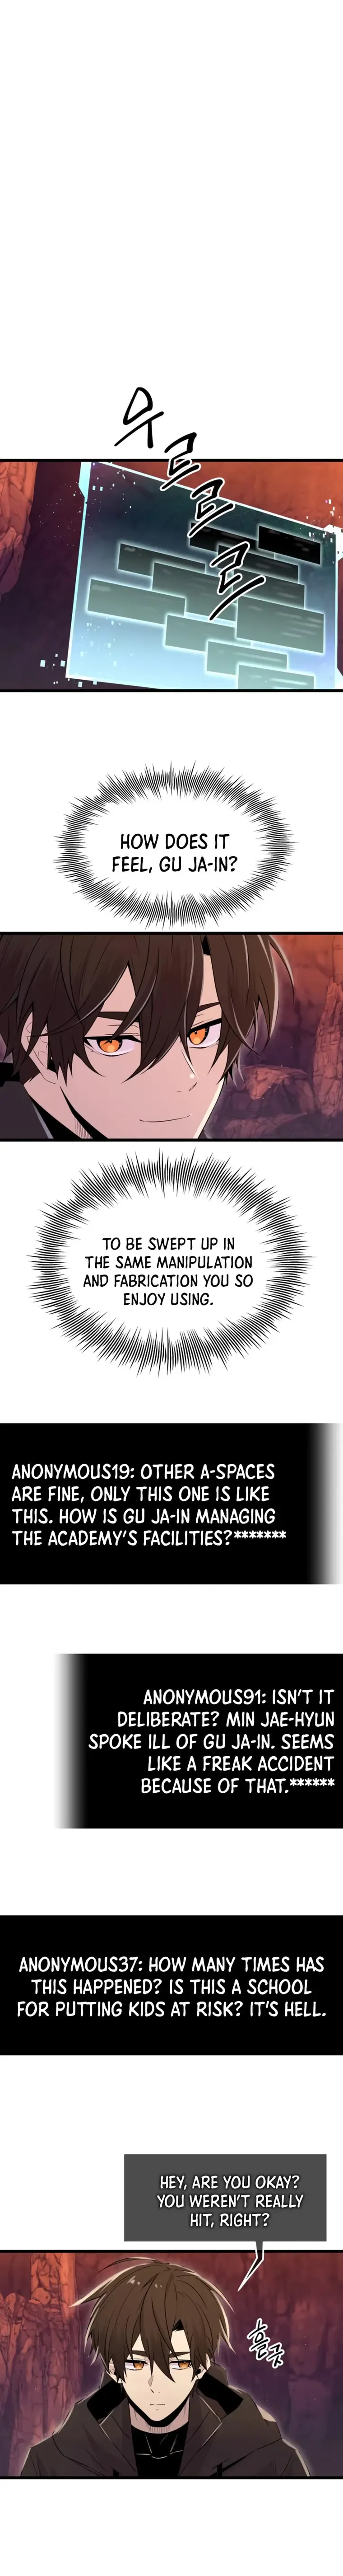 우
르
르
르
HOW DOES IT
FEEL, GU JA-IN?
TO BE SWEPT UP IN
THE SAME MANIPULATION
AND FABRICATION YOU SO
ENJOY USING.
ANONYMOUS19: OTHER A-SPACES
ARE FINE, ONLY THIS ONE IS LIKE
THIS. HOW IS GU JA-IN MANAGING
THE ACADEMY'S FACILITIES?*******
ANONYMOUS91: ISN'T IT
DELIBERATE? MIN JAE-HYUN
SPOKE ILL OF GU JA-IN. SEEMS
LIKE A FREAK ACCIDENT
BECAUSE OF THAT.******
ANONYMOUS37: HOW MANY TIMES HAS
THIS HAPPENED? IS THIS A SCHOOL
FOR PUTTING KIDS AT RISK? IT'S HELL.
HEY, ARE YOU OKAY?
YOU WEREN'T REALLY
HIT, RIGHT?
흘긋